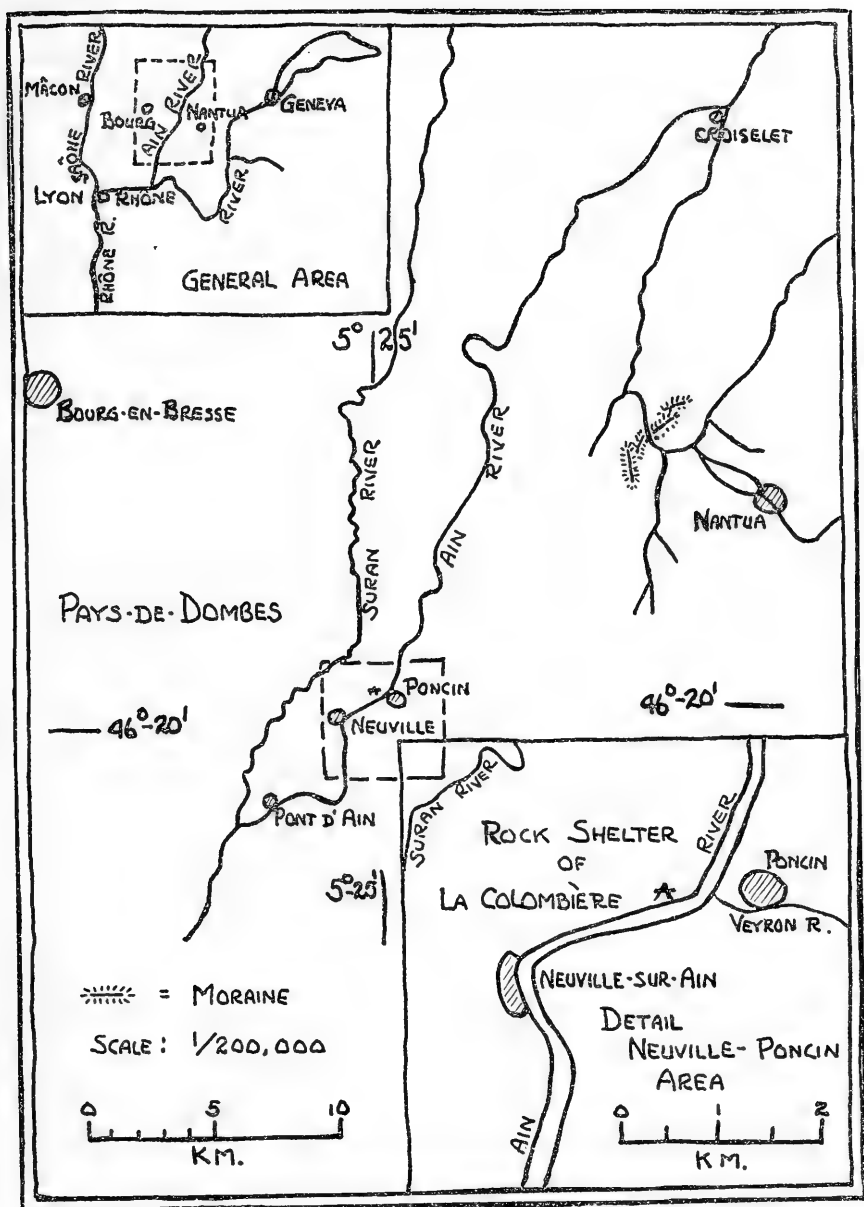 MÂCON
SAÔNE RIVER
BOURG
AIN RIVER
NANTUA
GENEVA
LYON
RHÔNE
RIVER
RHÔNE R.
GENERAL AREA
CROISELET
5° 25'
BOURG-EN-BRESSE
SURAN RIVER
AIN RIVER
NANTUA
PAYS-DE-DOMBES
PONCIN
NEUVILLE
46°-20'
46°-20'
PONT D'AIN
5°-25'
= MORAINE
SCALE: 1/200,000
0 5 10
KM.
SURAN RIVER
ROCK SHELTER
OF
LA COLOMBIÈRE
RIVER
PONCIN
VEYRON R.
NEUVILLE-SUR-AIN
DETAIL
NEUVILLE-PONCIN
AREA
AIN
0 1 2
KM.